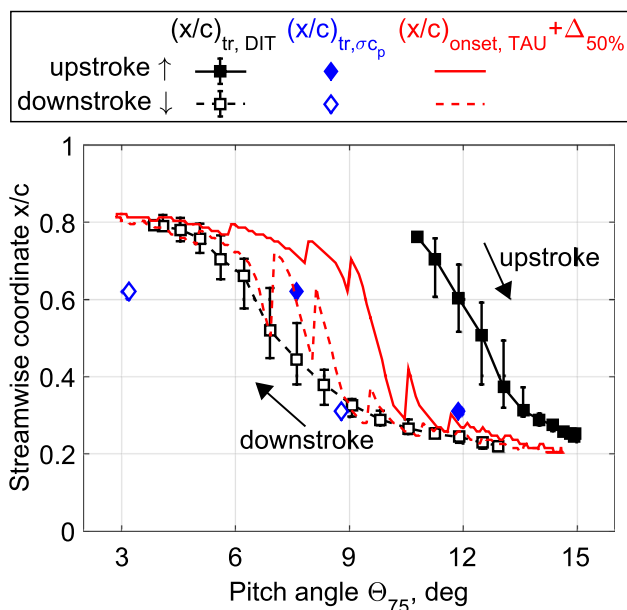 (x/c)tr, DIT (x/c)tr,σcp (x/c)onset, TAU+Δ50%
upstroke ↑
downstroke ↓
1
0.8
0.6
0.4
0.2
0
3 6 9 12 15
upstroke
downstroke
Streamwise coordinate x/c
Pitch angle Θ75, deg